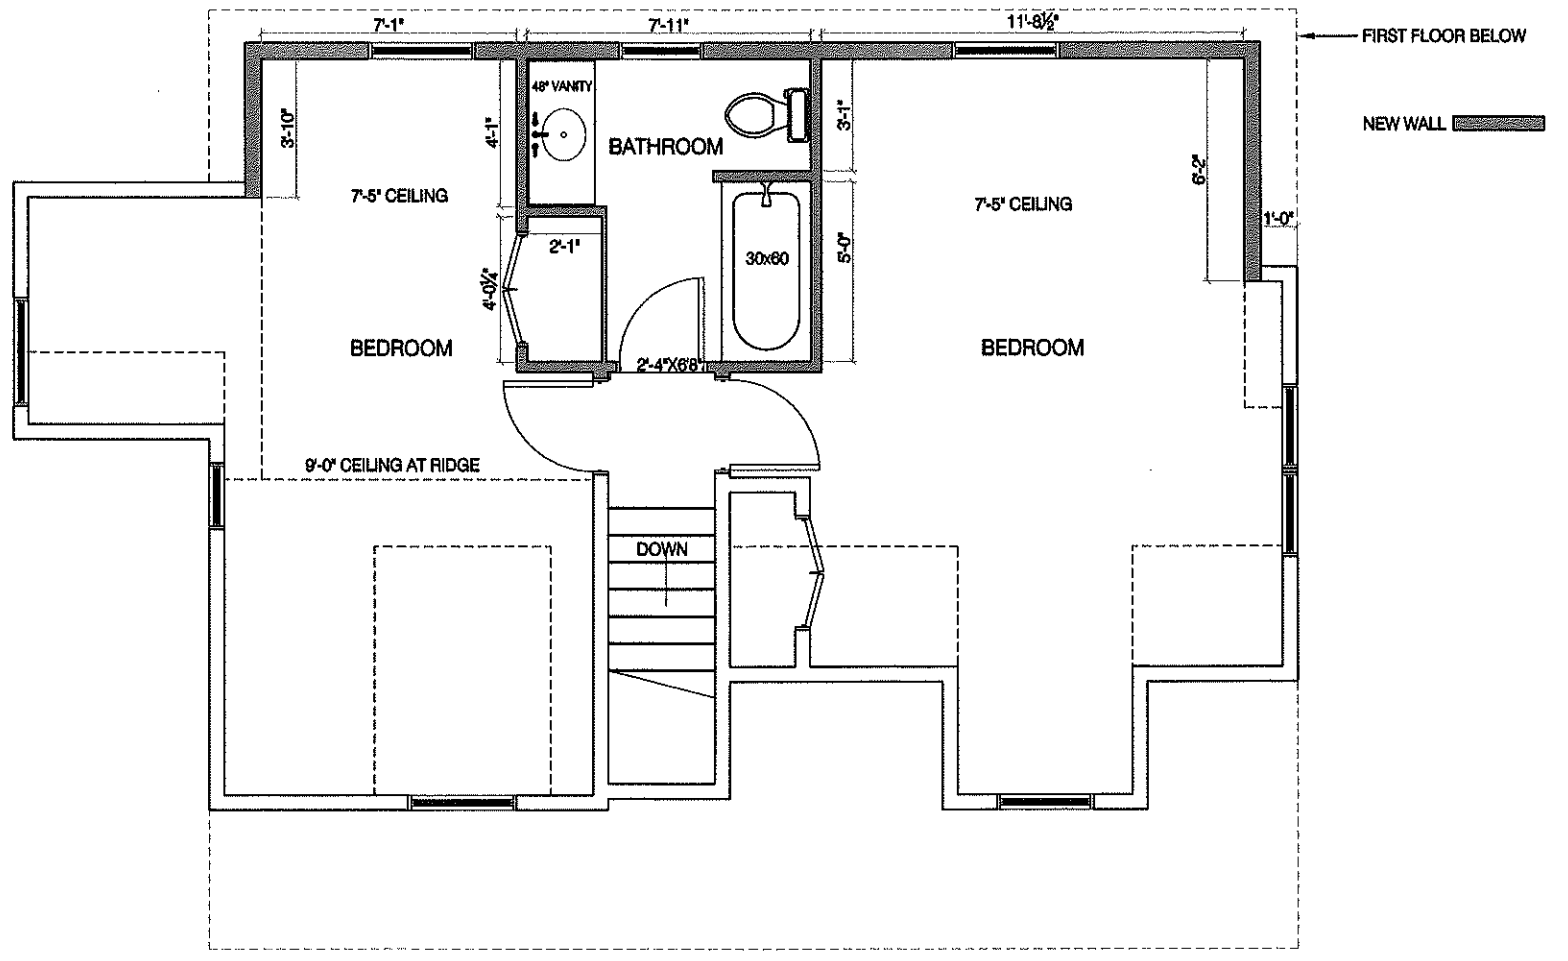 7'-1"
7'-11"
11'-8½"
FIRST FLOOR BELOW
48" VANITY
3'-10"
4'-1"
BATHROOM
3'-1"
NEW WALL
7'-5" CEILING
6'-2"
7'-5" CEILING
1'-0"
2'-1"
30x60
5'-0"
4'-0¼"
BEDROOM
BEDROOM
2'-4"X6'8"
9'-0" CEILING AT RIDGE
DOWN